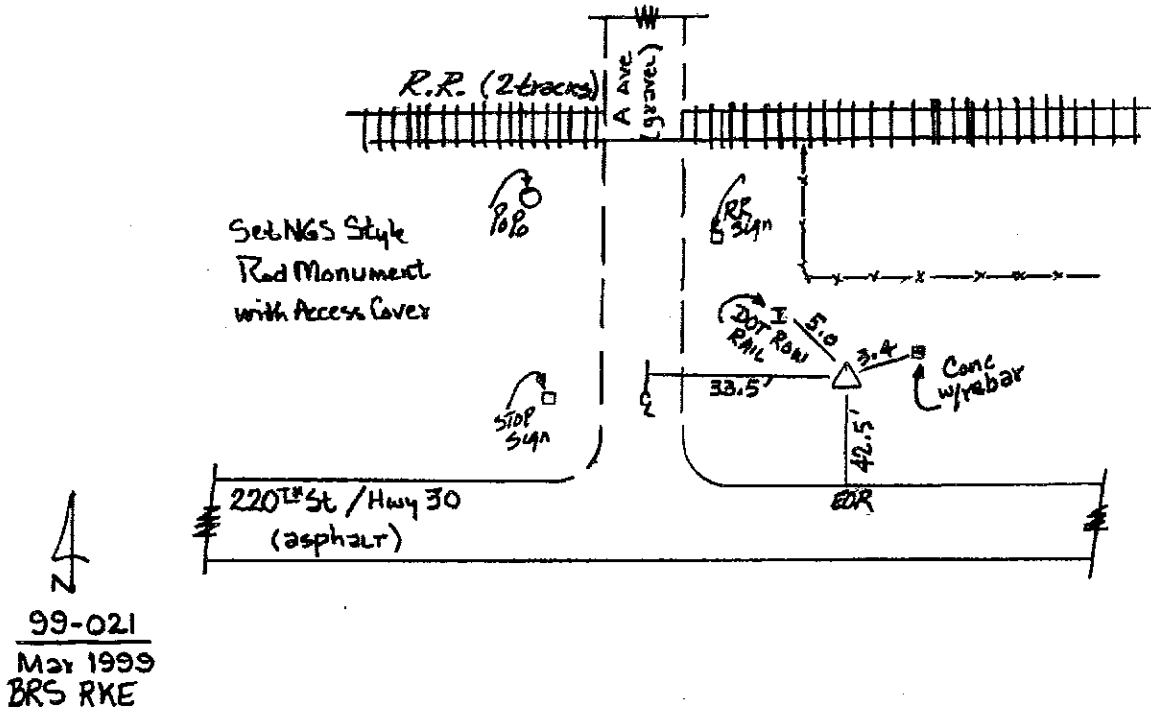 R.R. (2 tracks)
A Ave
(gravel)
PoPo
RR
Sign
Set NGS Style
Rod Monument
with Access Cover
DOT ROW
RAIL
5.0
3.4
Conc
w/rebar
33.5'
42.5'
STOP
Sign
EOR
220TH St / Hwy 30
(asphalt)
N
99-021
Mar 1999
BRS RKE